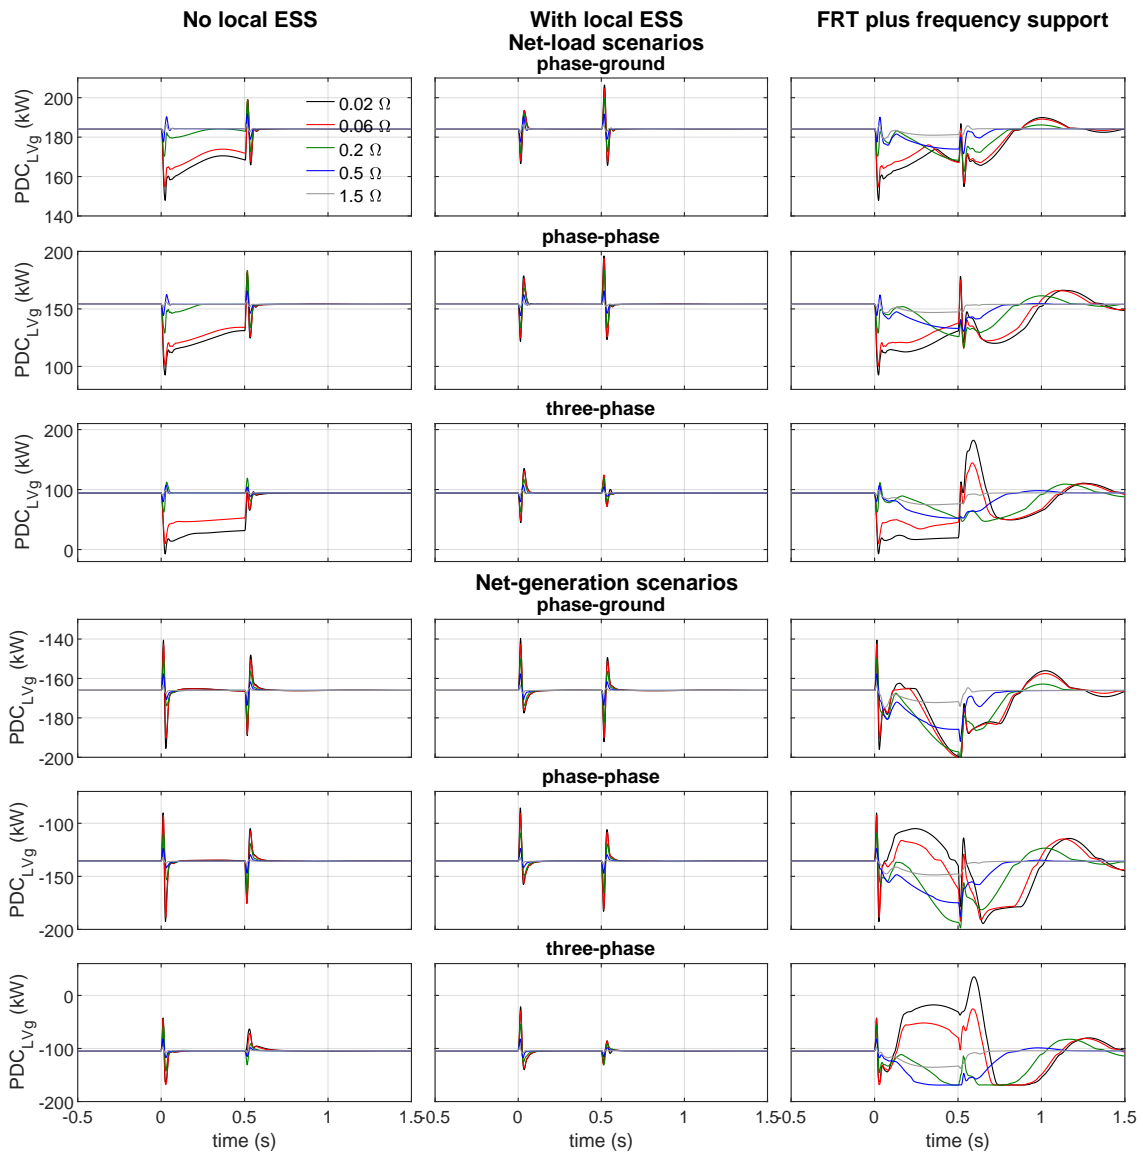 No local ESS
With local ESS
FRT plus frequency support
Net-load scenarios
phase-ground
PDC_LVg (kW)
200
180
160
140
0.02 Ω
0.06 Ω
0.2 Ω
0.5 Ω
1.5 Ω
phase-phase
PDC_LVg (kW)
200
150
100
three-phase
PDC_LVg (kW)
200
100
0
Net-generation scenarios
phase-ground
PDC_LVg (kW)
-140
-160
-180
-200
phase-phase
PDC_LVg (kW)
-100
-150
-200
three-phase
PDC_LVg (kW)
0
-100
-200
-0.5 0 0.5 1 1.5
-0.5 0 0.5 1 1.5
-0.5 0 0.5 1 1.5
time (s)
time (s)
time (s)